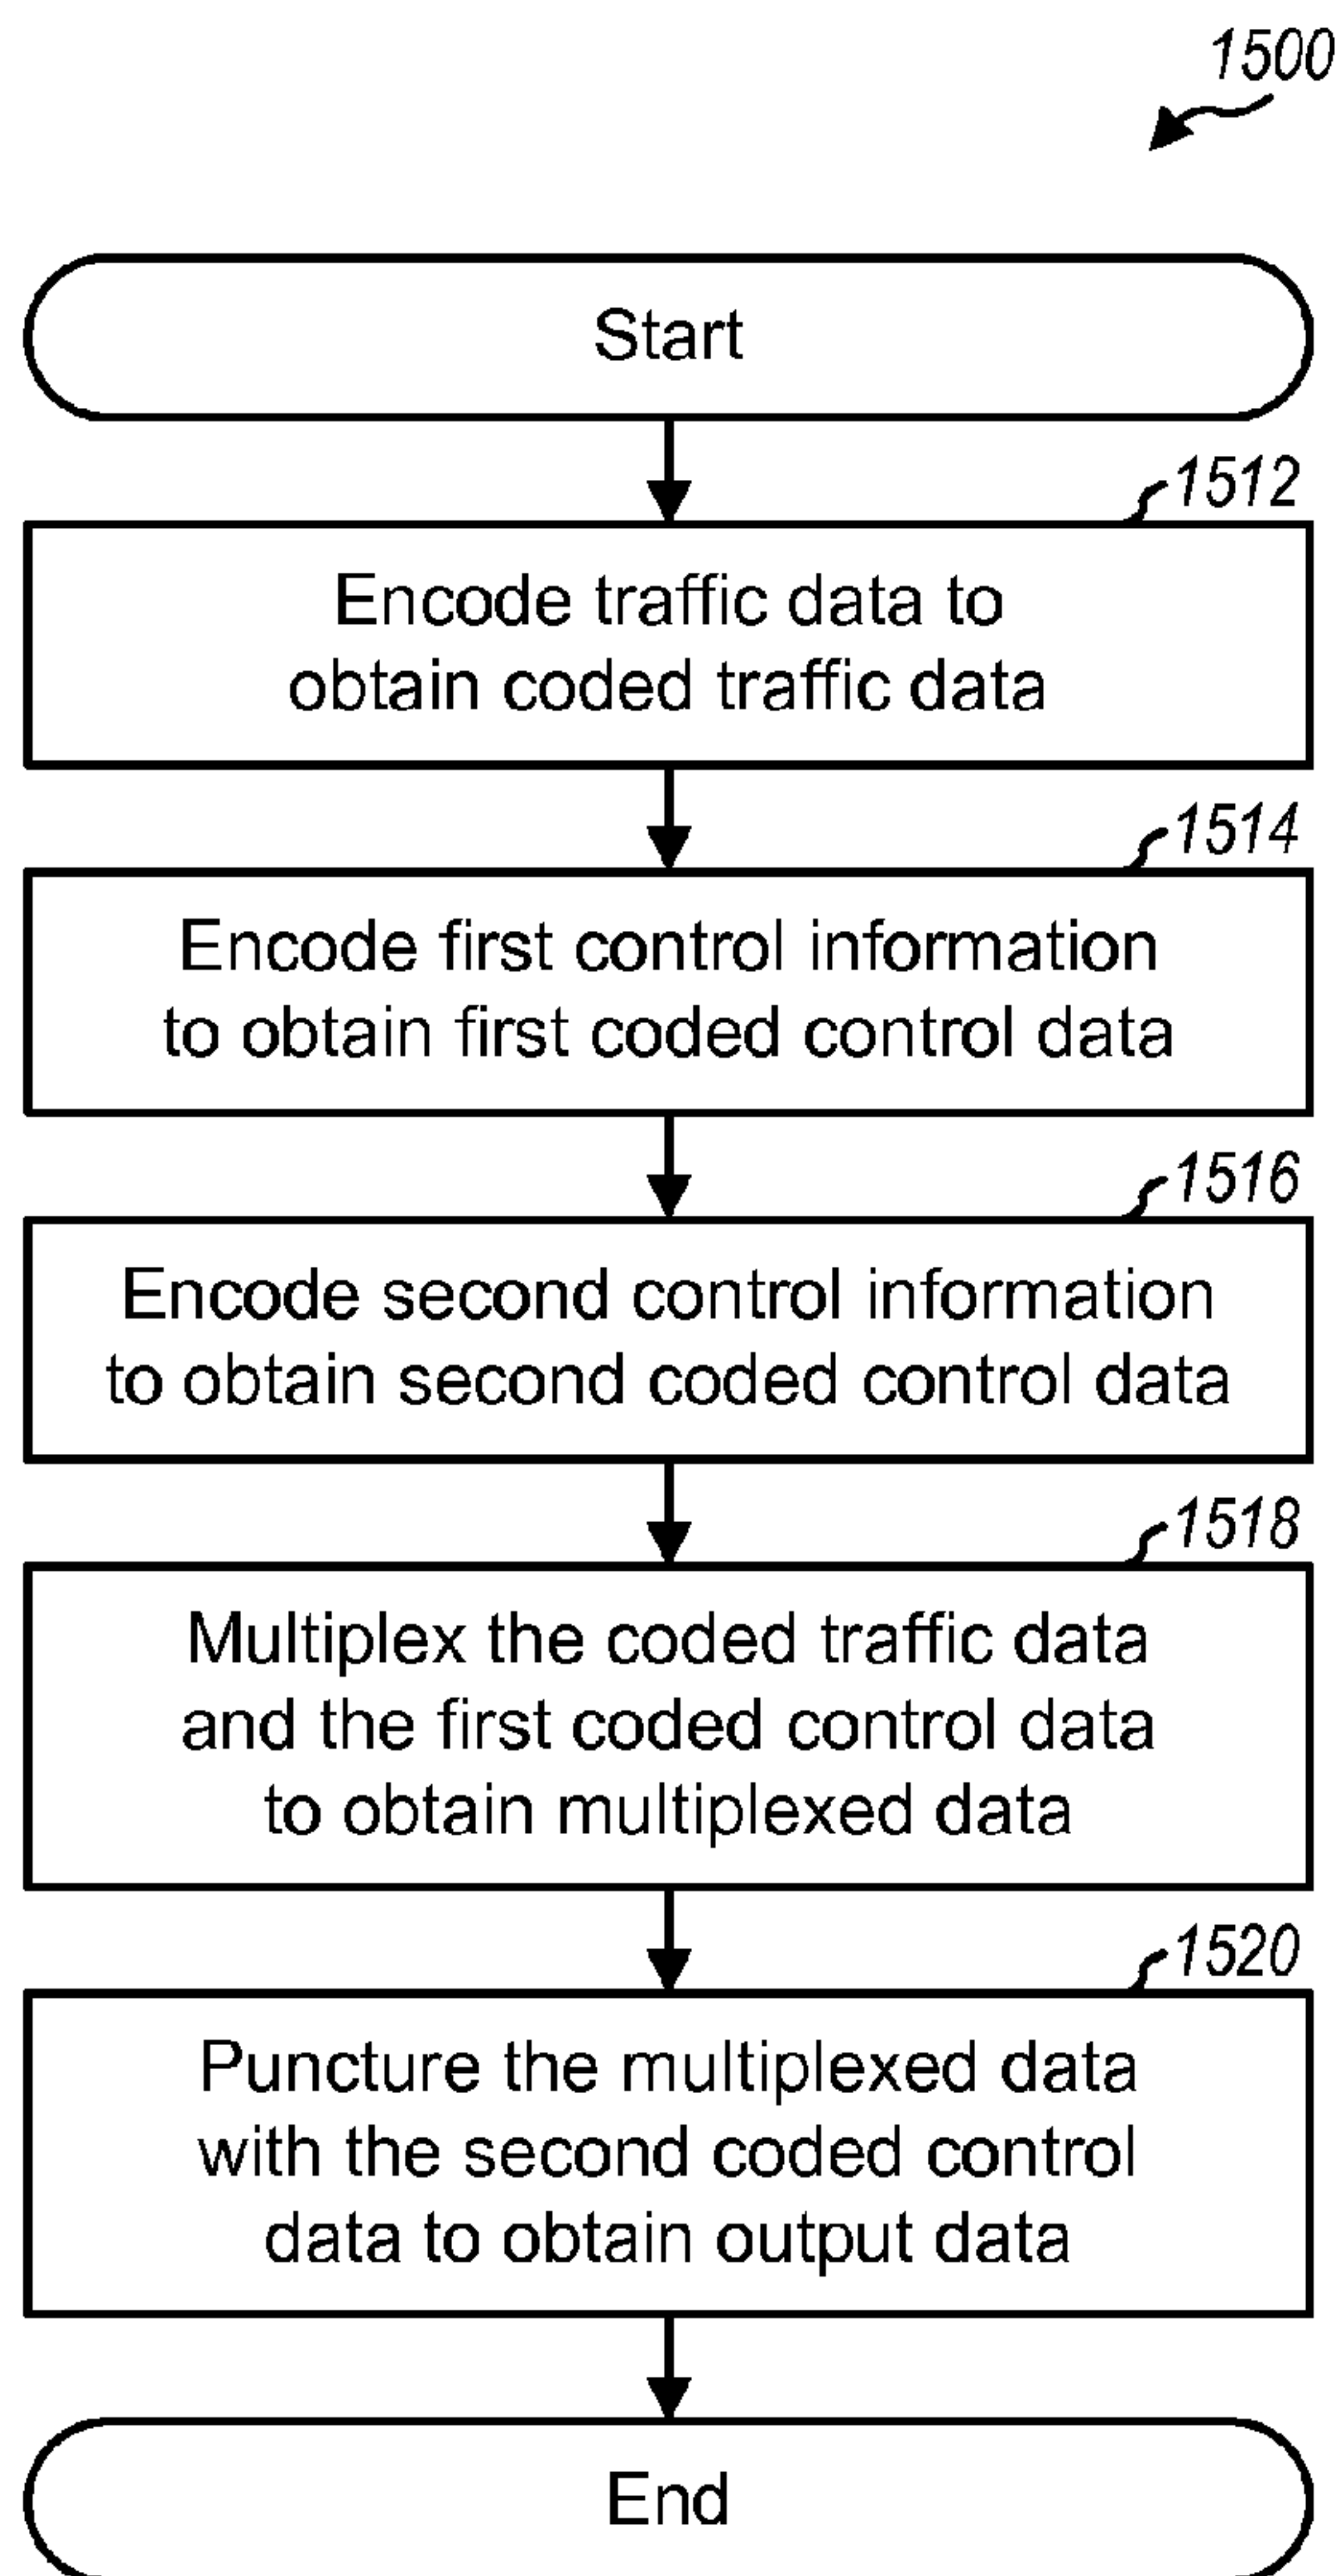 1500
Start
1512
Encode traffic data to
obtain coded traffic data
1514
Encode first control information
to obtain first coded control data
1516
Encode second control information
to obtain second coded control data
1518
Multiplex the coded traffic data
and the first coded control data
to obtain multiplexed data
1520
Puncture the multiplexed data
with the second coded control
data to obtain output data
End